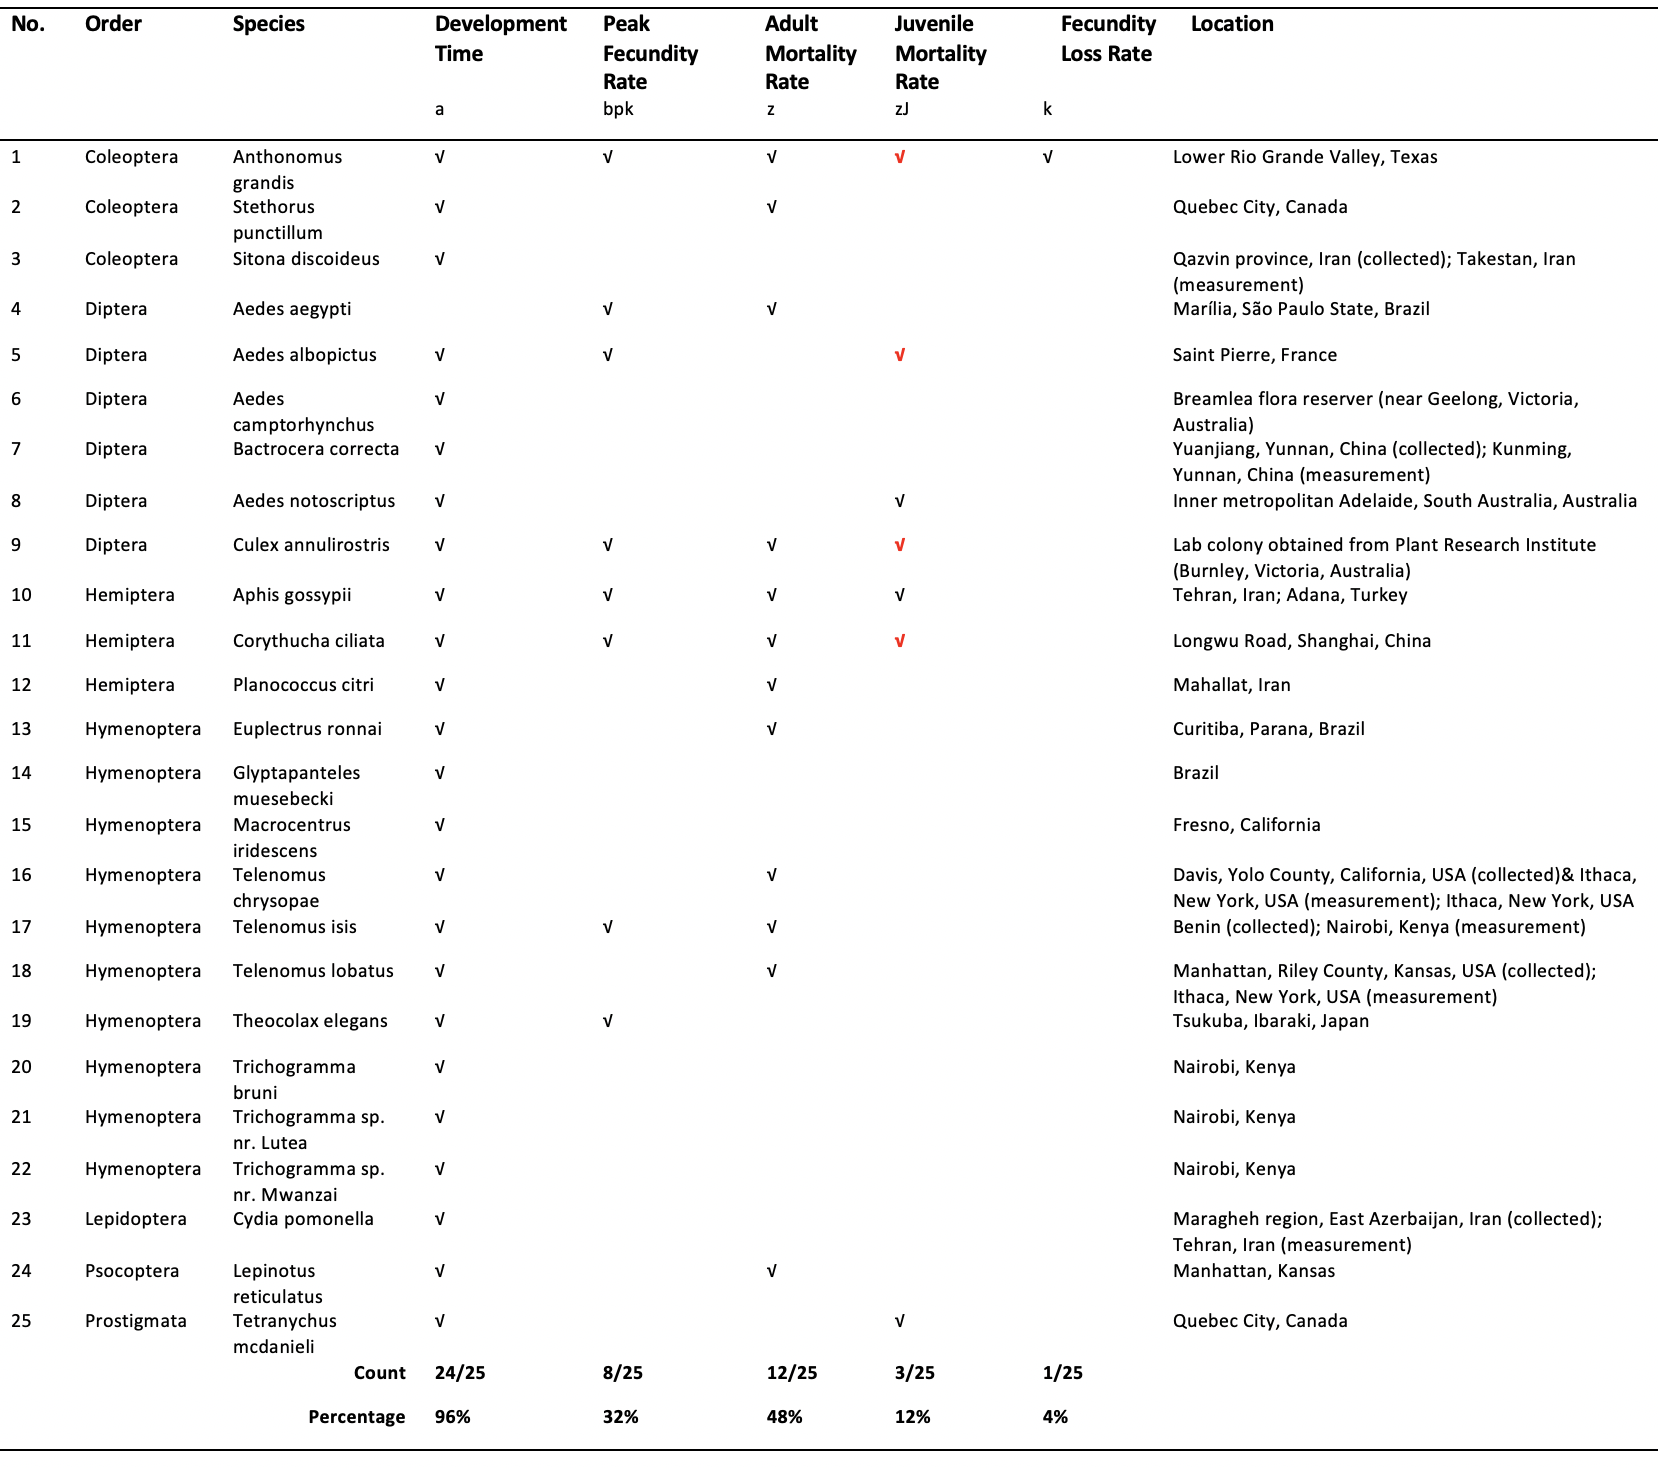 No. Order Species Development Peak Adult Juvenile Fecundity Location
Time Fecundity Mortality Mortality Loss Rate
Rate Rate Rate
a bpk z zJ k
1 Coleoptera Anthonomus √ √ √ √ √ Lower Rio Grande Valley, Texas
grandis
2 Coleoptera Stethorus √ √ Quebec City, Canada
punctillum
3 Coleoptera Sitona discoideus √ Qazvin province, Iran (collected); Takestan, Iran
(measurement)
4 Diptera Aedes aegypti √ √ Marília, São Paulo State, Brazil
5 Diptera Aedes albopictus √ √ √ Saint Pierre, France
6 Diptera Aedes √ Breamlea flora reserver (near Geelong, Victoria,
camptorhynchus Australia)
7 Diptera Bactrocera correcta √ Yuanjiang, Yunnan, China (collected); Kunming,
Yunnan, China (measurement)
8 Diptera Aedes notoscriptus √ √ Inner metropolitan Adelaide, South Australia, Australia
9 Diptera Culex annulirostris √ √ √ √ Lab colony obtained from Plant Research Institute
(Burnley, Victoria, Australia)
10 Hemiptera Aphis gossypii √ √ √ √ Tehran, Iran; Adana, Turkey
11 Hemiptera Corythucha ciliata √ √ √ √ Longwu Road, Shanghai, China
12 Hemiptera Planococcus citri √ √ Mahallat, Iran
13 Hymenoptera Euplectrus ronnai √ √ Curitiba, Parana, Brazil
14 Hymenoptera Glyptapanteles √ Brazil
muesebecki
15 Hymenoptera Macrocentrus √ Fresno, California
iridescens
16 Hymenoptera Telenomus √ √ Davis, Yolo County, California, USA (collected)& Ithaca,
chrysopae New York, USA (measurement); Ithaca, New York, USA
17 Hymenoptera Telenomus isis √ √ √ Benin (collected); Nairobi, Kenya (measurement)
18 Hymenoptera Telenomus lobatus √ √ Manhattan, Riley County, Kansas, USA (collected);
Ithaca, New York, USA (measurement)
19 Hymenoptera Theocolax elegans √ √ Tsukuba, Ibaraki, Japan
20 Hymenoptera Trichogramma √ Nairobi, Kenya
bruni
21 Hymenoptera Trichogramma sp. √ Nairobi, Kenya
nr. Lutea
22 Hymenoptera Trichogramma sp. √ Nairobi, Kenya
nr. Mwanzai
23 Lepidoptera Cydia pomonella √ Maragheh region, East Azerbaijan, Iran (collected);
Tehran, Iran (measurement)
24 Psocoptera Lepinotus √ √ Manhattan, Kansas
reticulatus
25 Prostigmata Tetranychus √ √ Quebec City, Canada
mcdanieli
Count 24/25 8/25 12/25 3/25 1/25
Percentage 96% 32% 48% 12% 4%